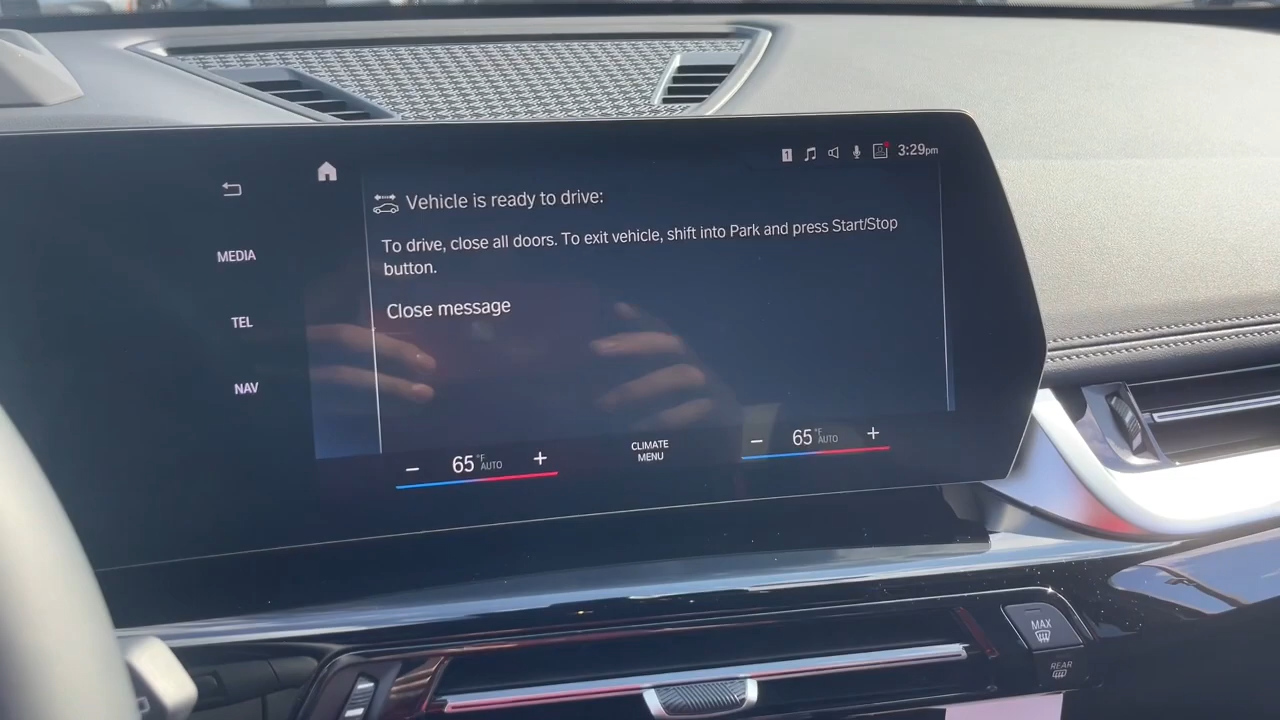 1
3:29pm
Vehicle is ready to drive:
MEDIA
To drive, close all doors. To exit vehicle, shift into Park and press Start/Stop
button.
Close message
TEL
NAV
− 65 °F AUTO +
CLIMATE
MENU
− 65 °F AUTO +
MAX
REAR